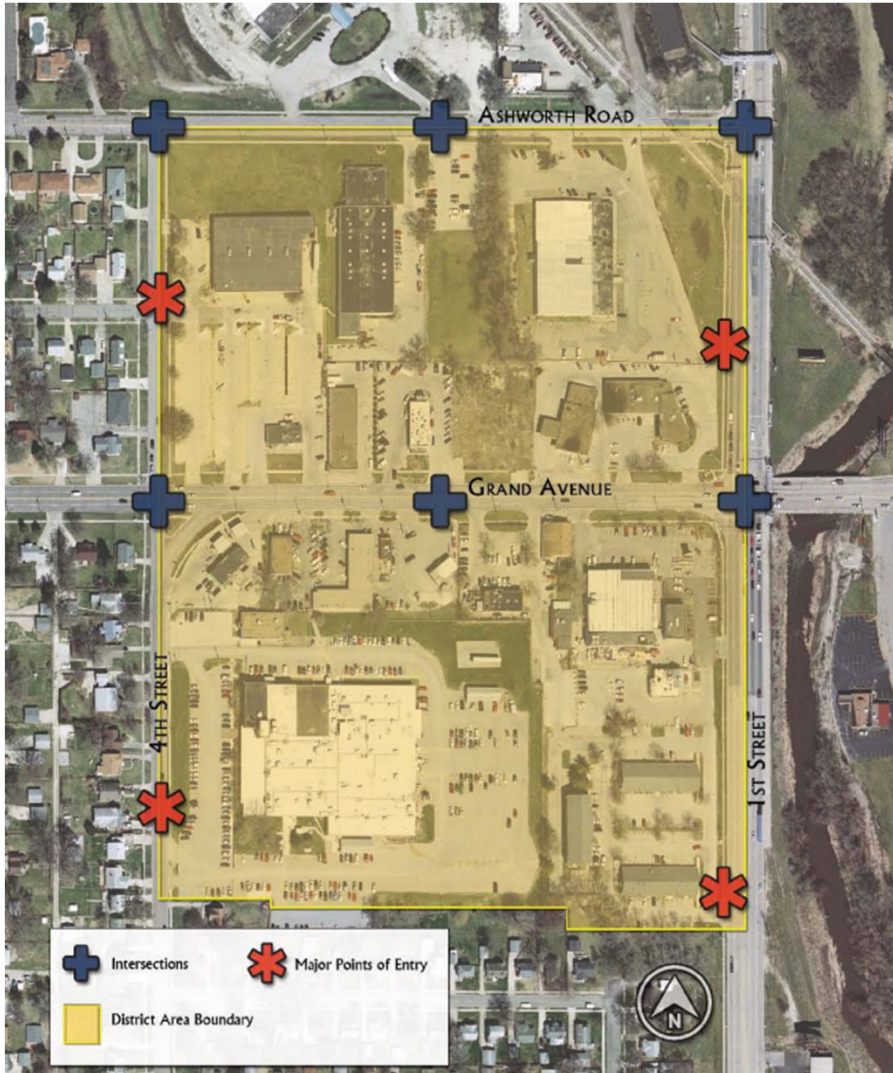 ASHWORTH ROAD
GRAND AVENUE
4TH STREET
1ST STREET
Intersections
Major Points of Entry
District Area Boundary
N